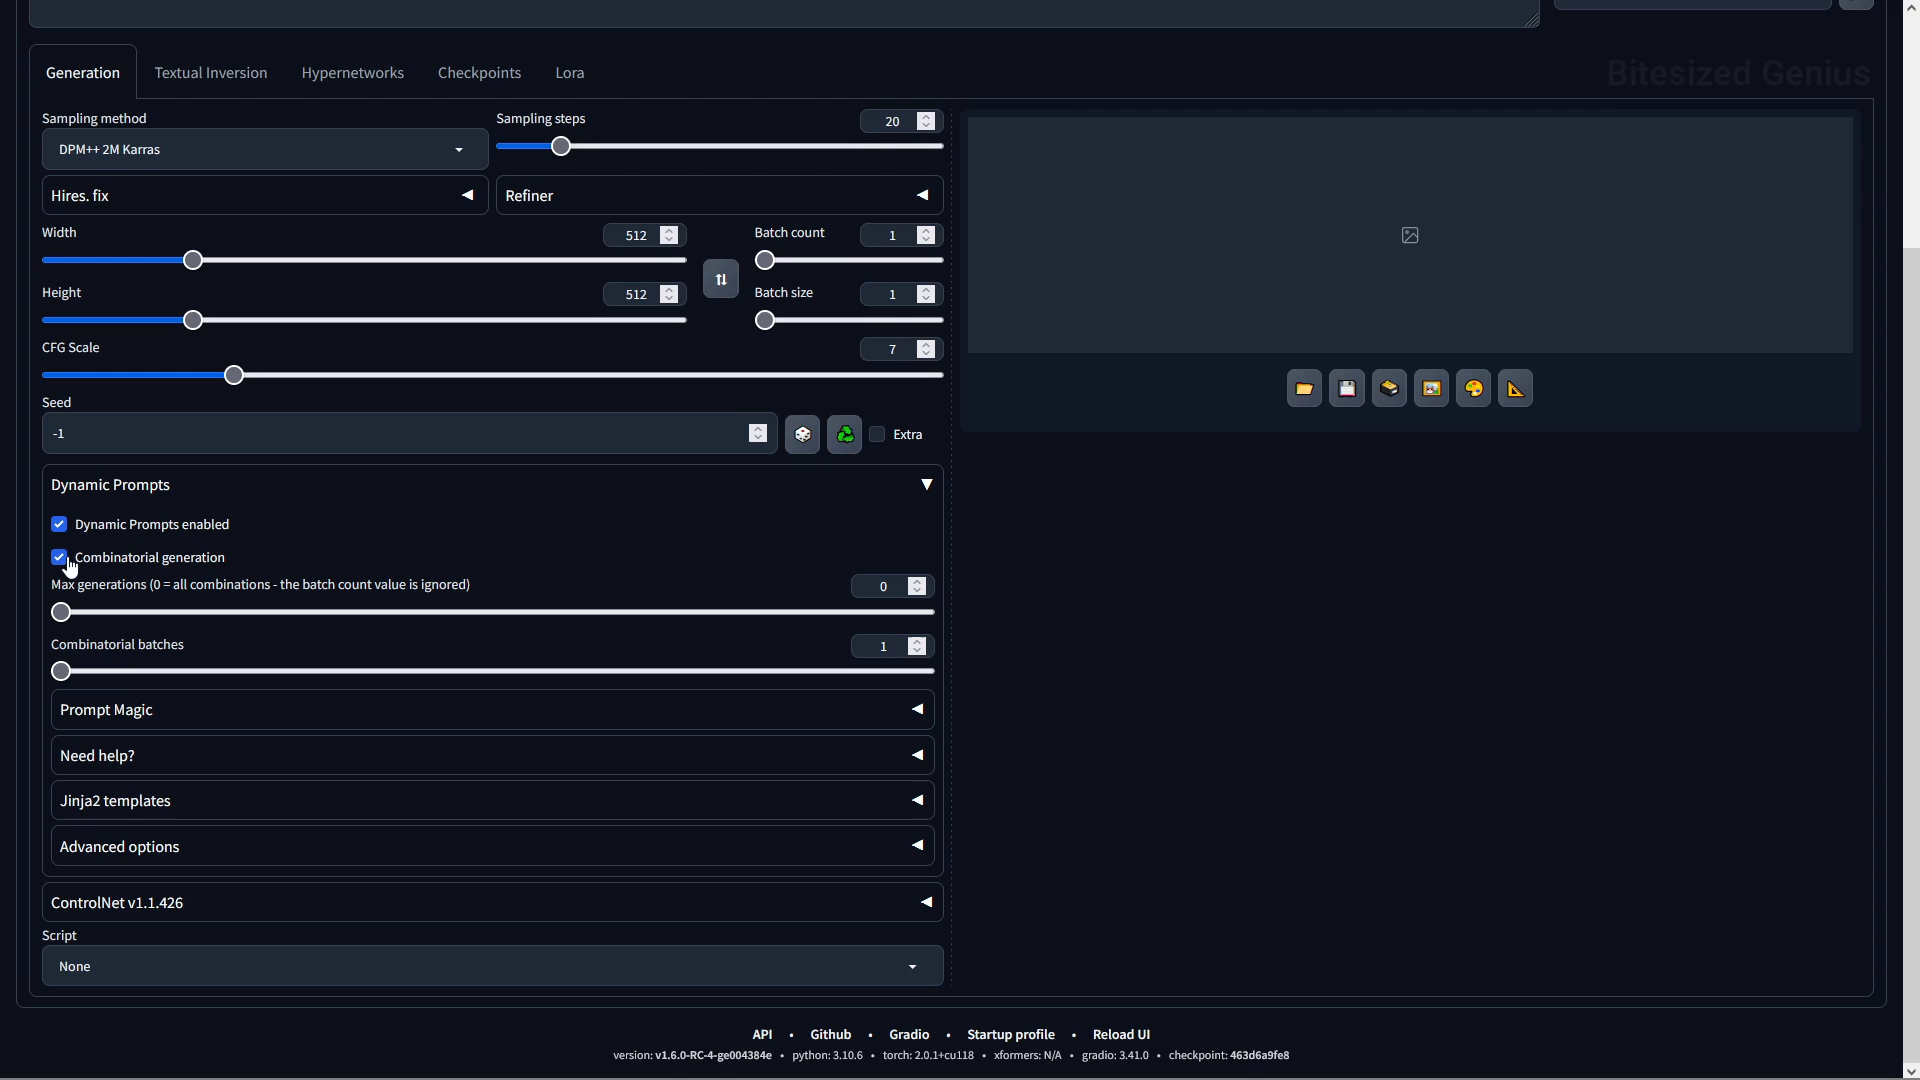 Generation
Textual Inversion
Hypernetworks
Checkpoints
Lora
Bitesized Genius
Sampling method
Sampling steps
20
DPM++ 2M Karras
Hires. fix
Refiner
Width
512
Batch count
1
Height
512
Batch size
1
CFG Scale
7
Seed
-1
Extra
Dynamic Prompts
Dynamic Prompts enabled
Combinatorial generation
Max generations (0 = all combinations - the batch count value is ignored)
0
Combinatorial batches
1
Prompt Magic
Need help?
Jinja2 templates
Advanced options
ControlNet v1.1.426
Script
None
API • Github • Gradio • Startup profile • Reload UI
version: v1.6.0-RC-4-ge004384e • python: 3.10.6 • torch: 2.0.1+cu118 • xformers: N/A • gradio: 3.41.0 • checkpoint: 463d6a9fe8